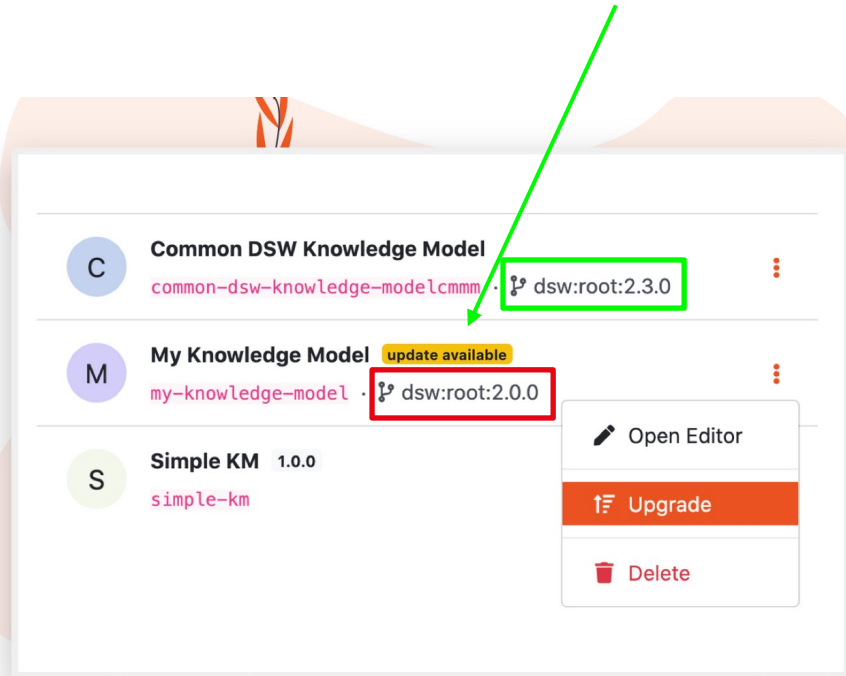 C
Common DSW Knowledge Model
common-dsw-knowledge-modelcmmm · dsw:root:2.3.0
M
My Knowledge Model update available
my-knowledge-model · dsw:root:2.0.0
Open Editor
S
Simple KM 1.0.0
simple-km
Upgrade
Delete